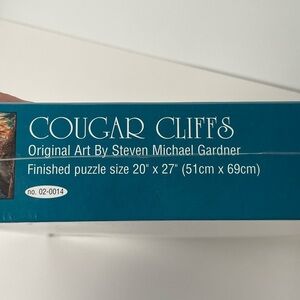 COUGAR CLIFFS
Original Art By Steven Michael Gardner
Finished puzzle size 20" x 27" (51cm x 69cm)
no. 02-0014